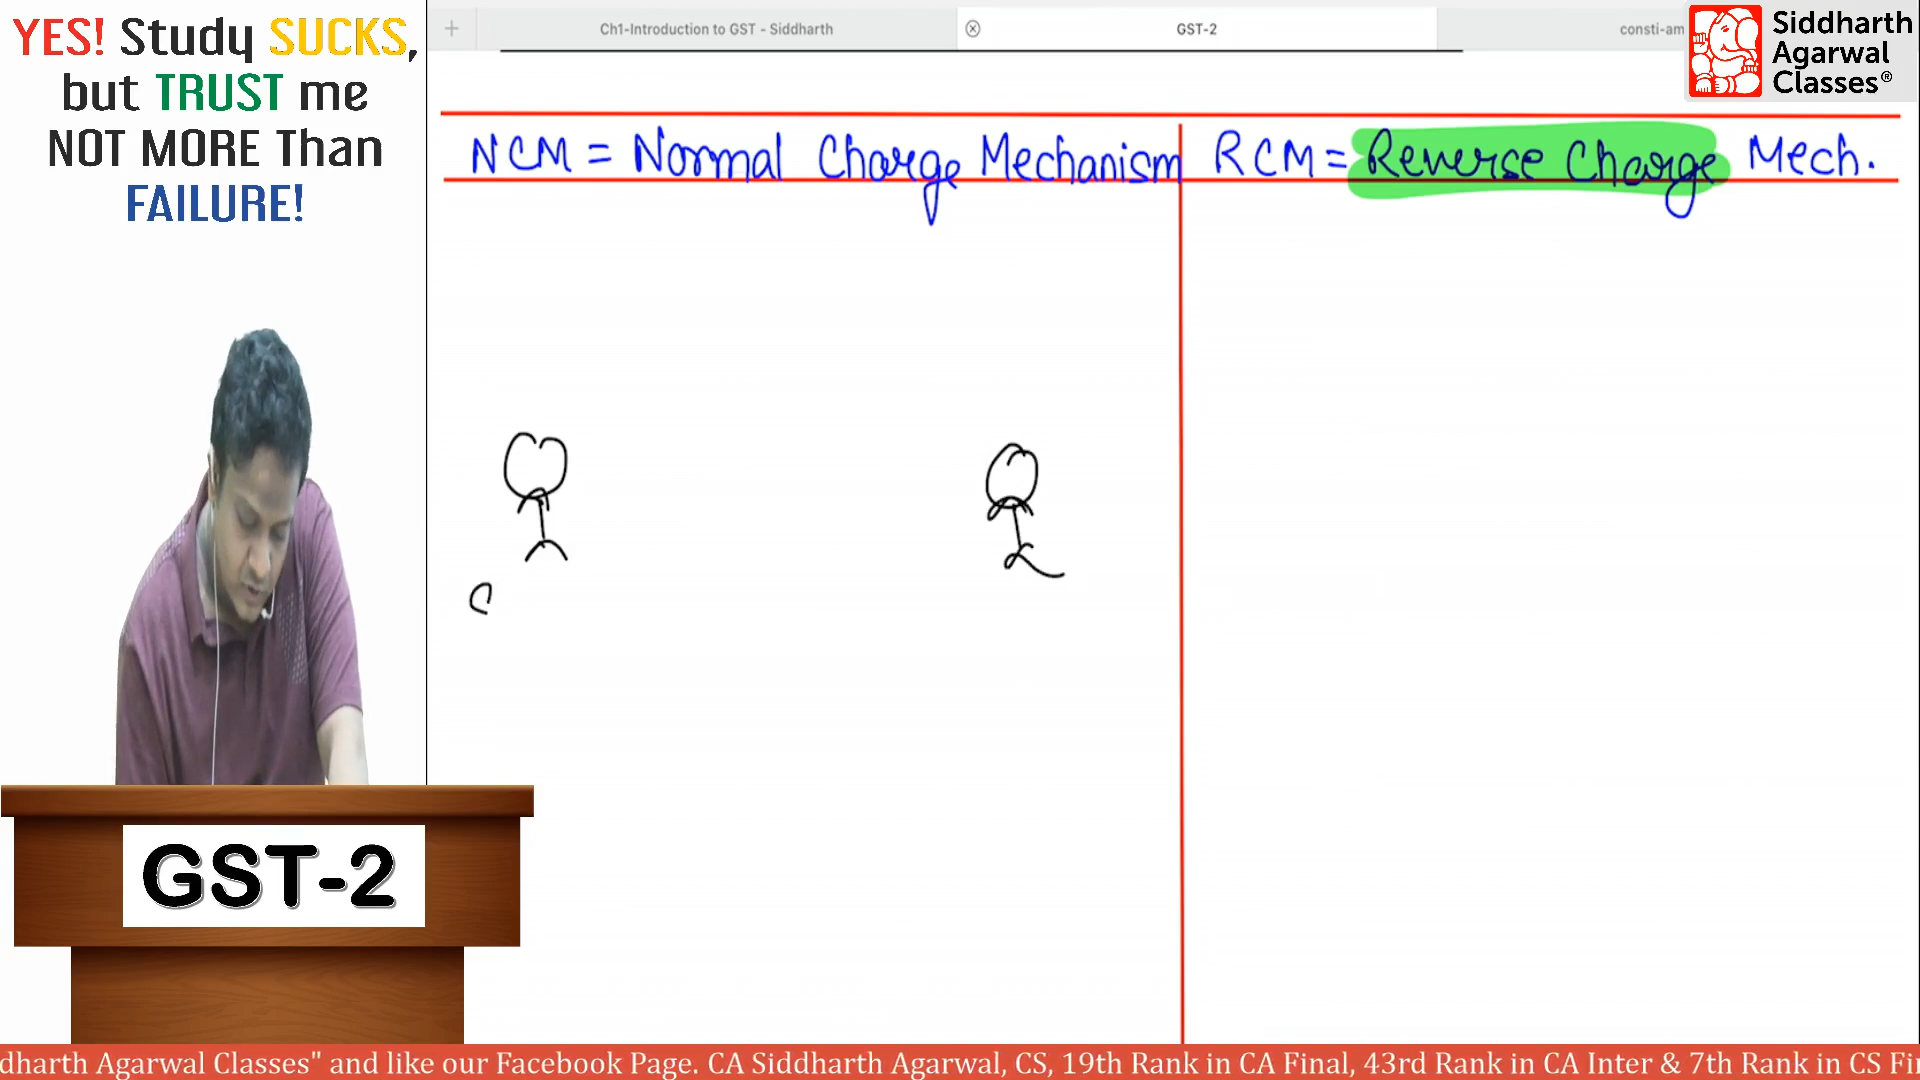 YES! Study SUCKS,
but TRUST me
NOT MORE Than
FAILURE!
Ch1-Introduction to GST - Siddharth
GST-2
consti-am
Siddharth
Agarwal
Classes®
NCM = Normal Charge Mechanism
RCM = Reverse Charge Mech.
GST-2
dharth Agarwal Classes" and like our Facebook Page. CA Siddharth Agarwal, CS, 19th Rank in CA Final, 43rd Rank in CA Inter & 7th Rank in CS Fi